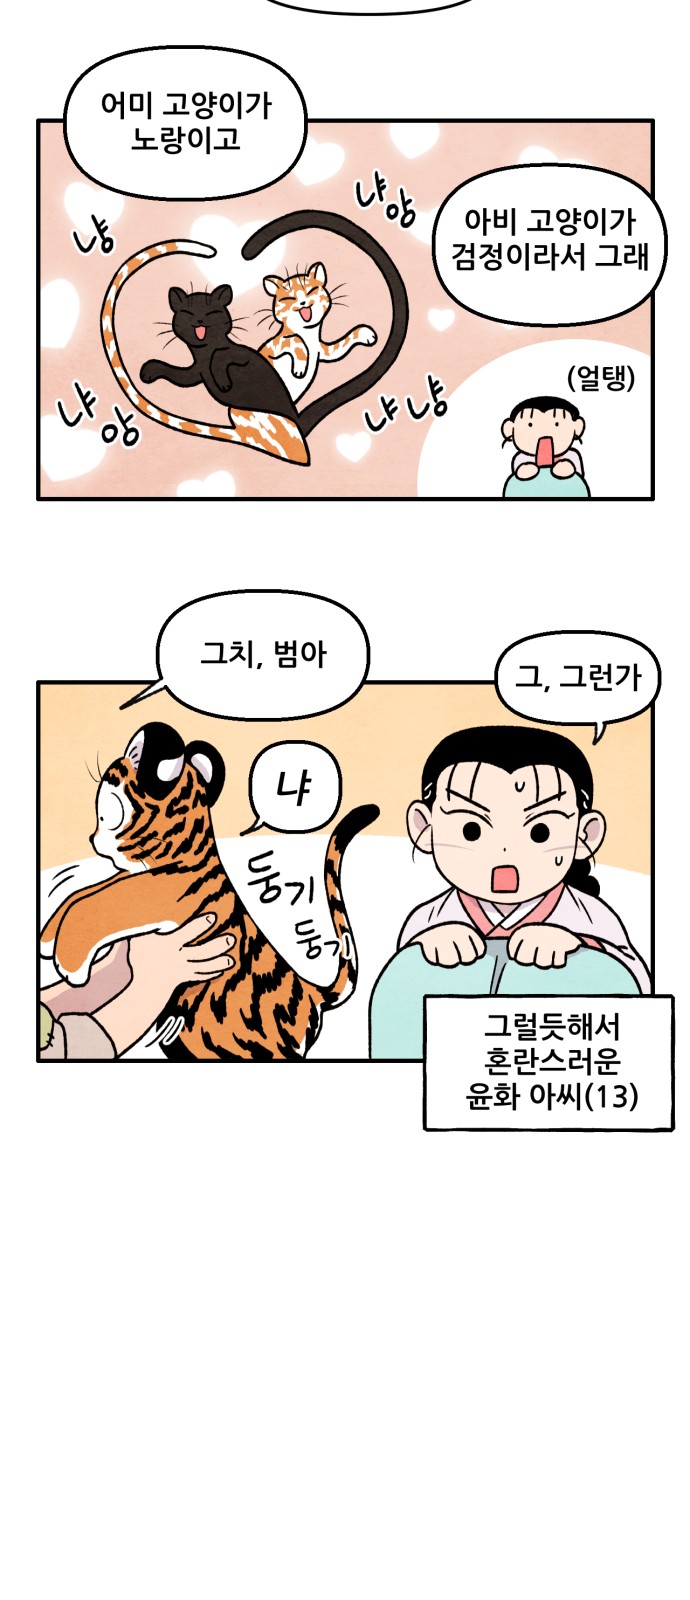 어미 고양이가
노랑이고
냥
냐앙
아비 고양이가
검정이라서 그래
(얼탱)
냐앙
냐냥
그치, 범아
그, 그런가
냐
둥기
둥기
그럴듯해서
혼란스러운
윤화 아씨(13)